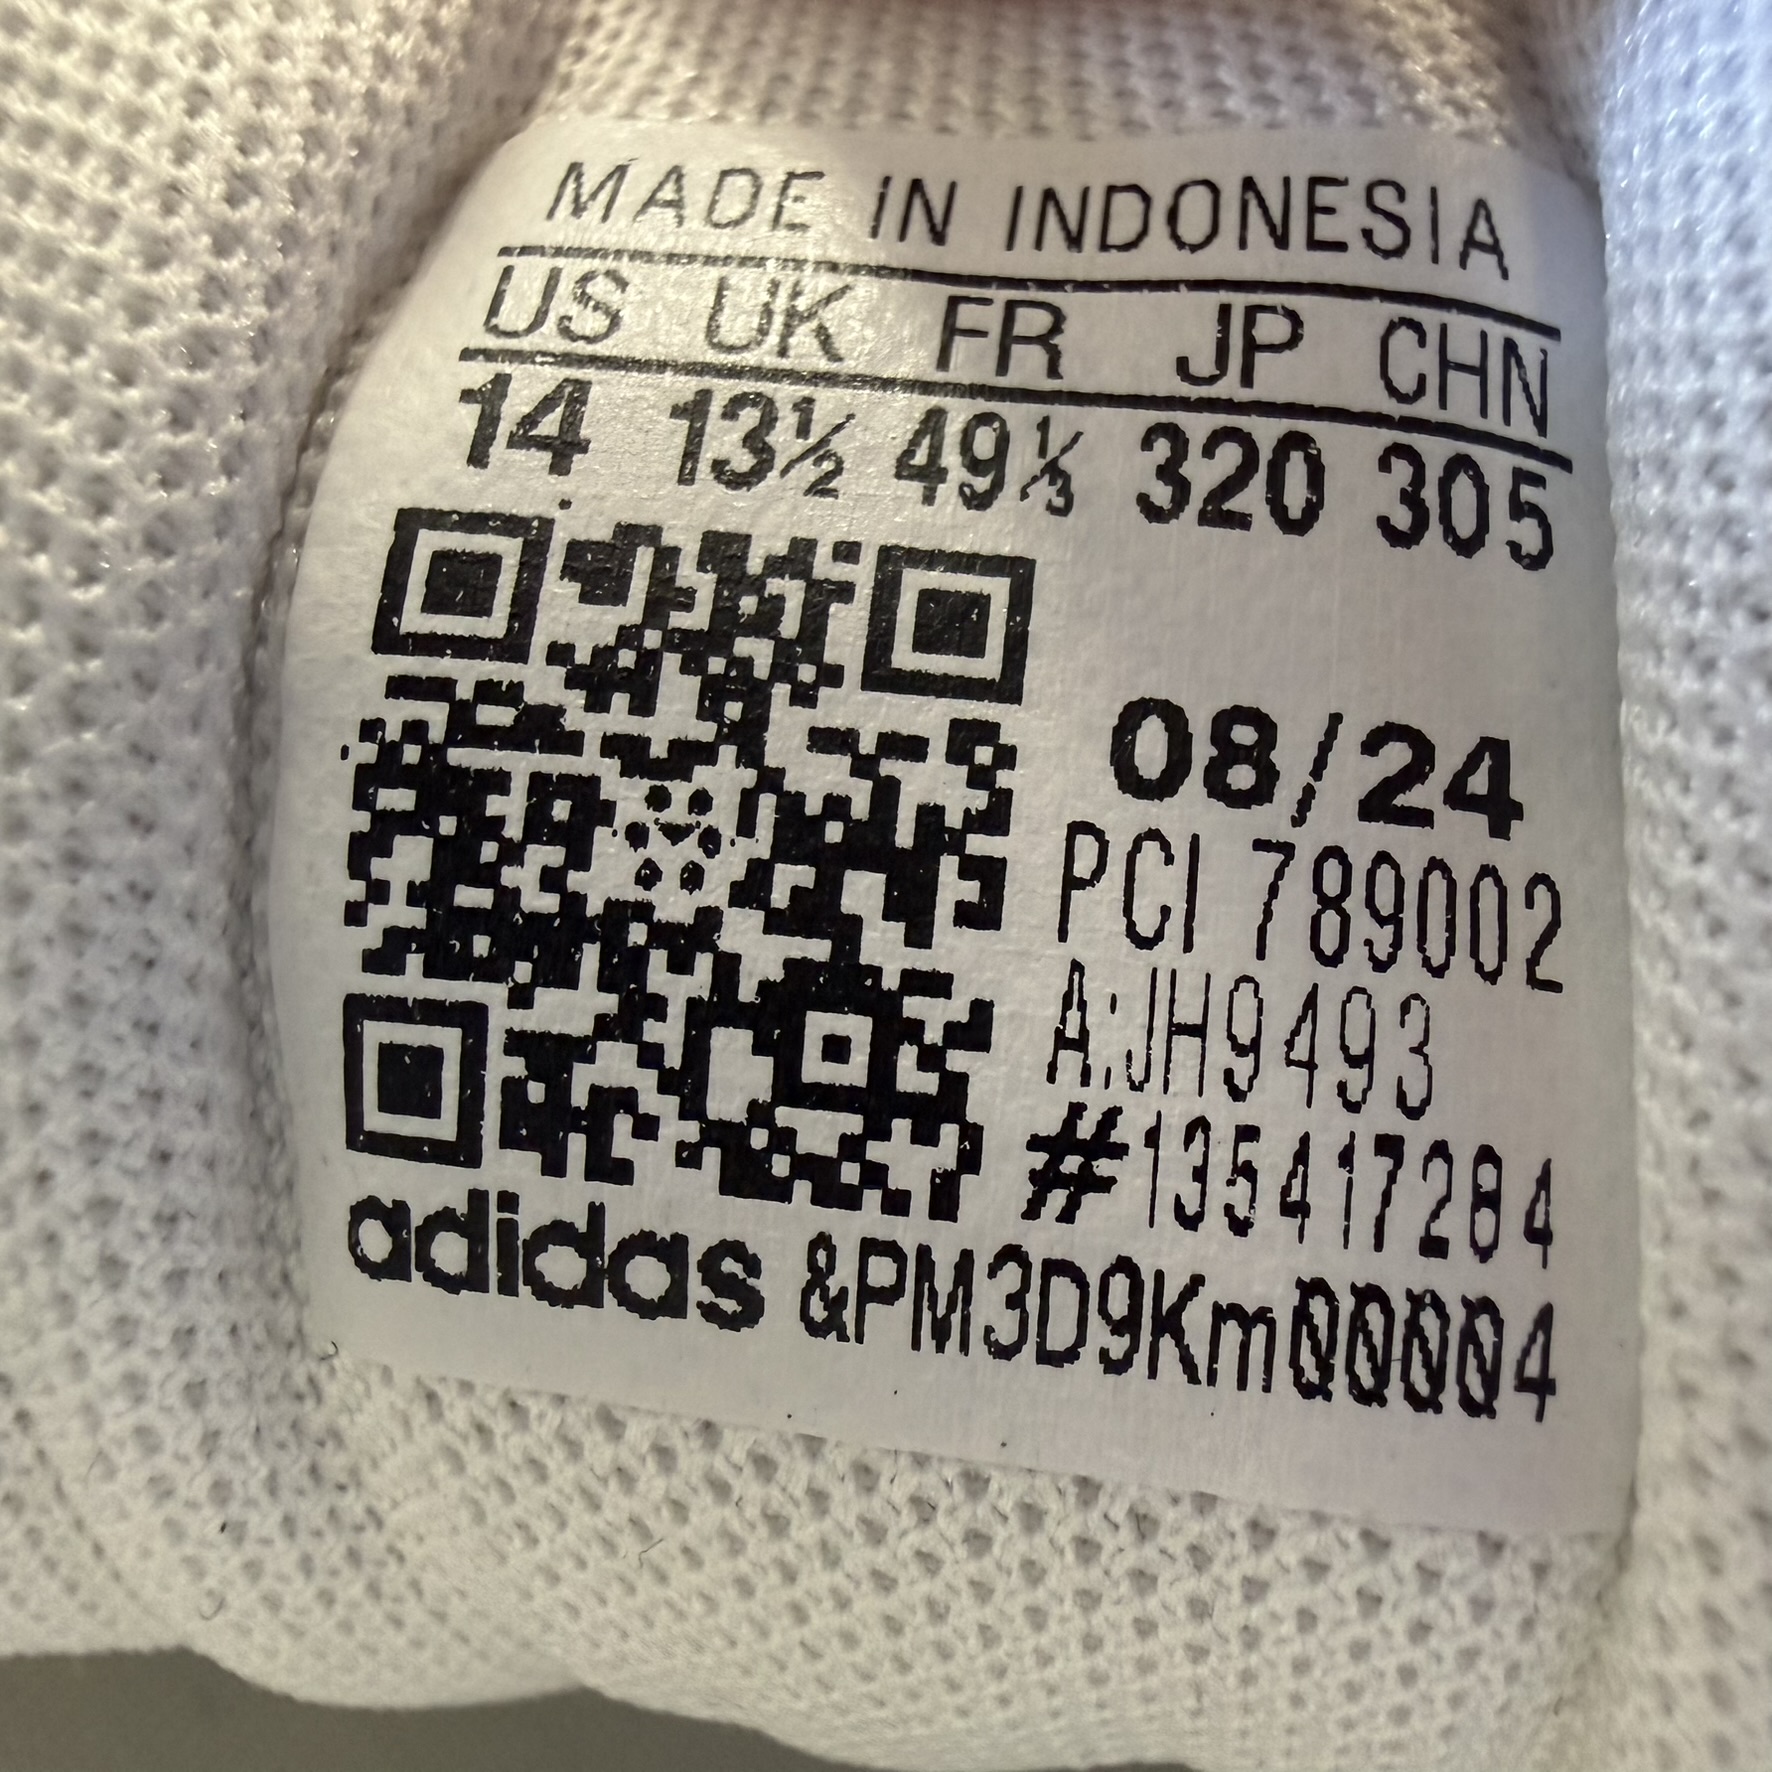 MADE IN INDONESIA
US UK FR JP CHN
14 13½ 49⅓ 320 305
08/24
PCI 789002
A:JH9493
#135417284
adidas &PM3D9Km00004